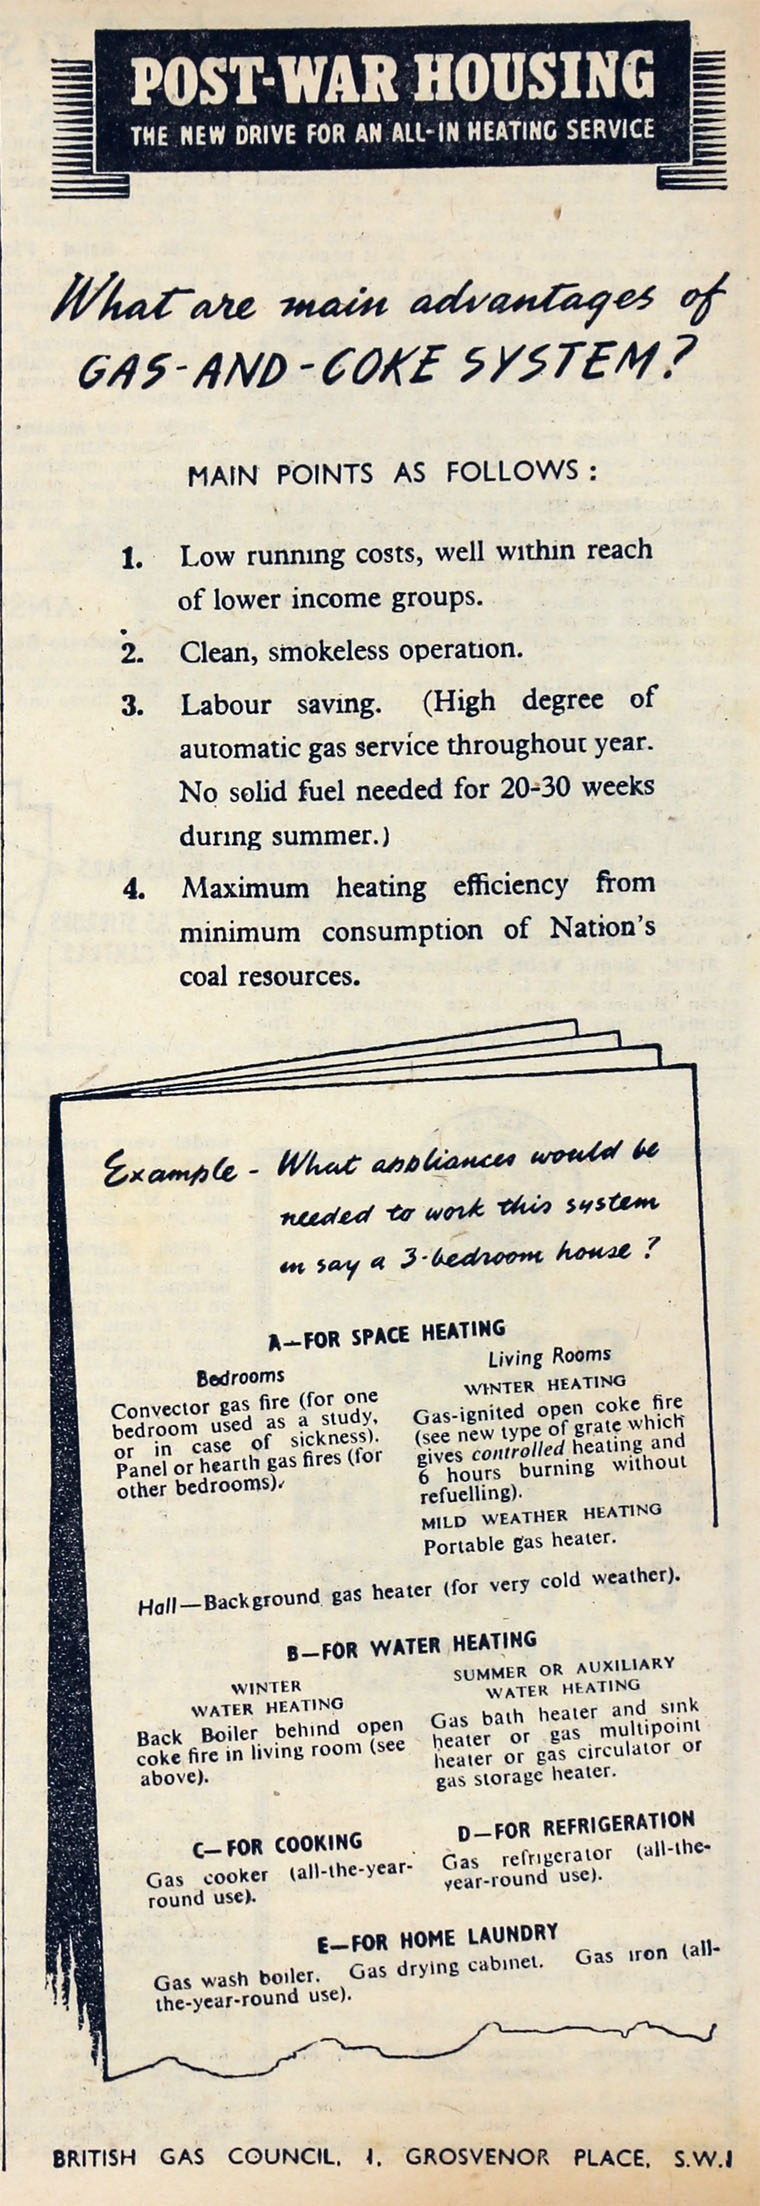 POST-WAR HOUSING
THE NEW DRIVE FOR AN ALL-IN HEATING SERVICE
What are main advantages of
GAS-AND-COKE SYSTEM?
MAIN POINTS AS FOLLOWS:
1. Low running costs, well within reach
of lower income groups.
2. Clean, smokeless operation.
3. Labour saving. (High degree of
automatic gas service throughout year.
No solid fuel needed for 20-30 weeks
during summer.)
4. Maximum heating efficiency from
minimum consumption of Nation's
coal resources.
Example - What appliances would be
needed to work this system
in say a 3-bedroom house?
A—FOR SPACE HEATING
Bedrooms
Convector gas fire (for one
bedroom used as a study,
or in case of sickness).
Panel or hearth gas fires (for
other bedrooms).
Living Rooms
WINTER HEATING
Gas-ignited open coke fire
(see new type of grate which
gives controlled heating and
6 hours burning without
refuelling).
MILD WEATHER HEATING
Portable gas heater.
Hall—Background gas heater (for very cold weather).
B—FOR WATER HEATING
WINTER
WATER HEATING
Back Boiler behind open
coke fire in living room (see
above).
SUMMER OR AUXILIARY
WATER HEATING
Gas bath heater and sink
heater or gas multipoint
heater or gas circulator or
gas storage heater.
C—FOR COOKING
Gas cooker (all-the-year-
round use).
D—FOR REFRIGERATION
Gas refrigerator (all-the-
year-round use).
E—FOR HOME LAUNDRY
Gas wash boiler. Gas drying cabinet. Gas iron (all-
the-year-round use).
BRITISH GAS COUNCIL, 1, GROSVENOR PLACE, S.W.1